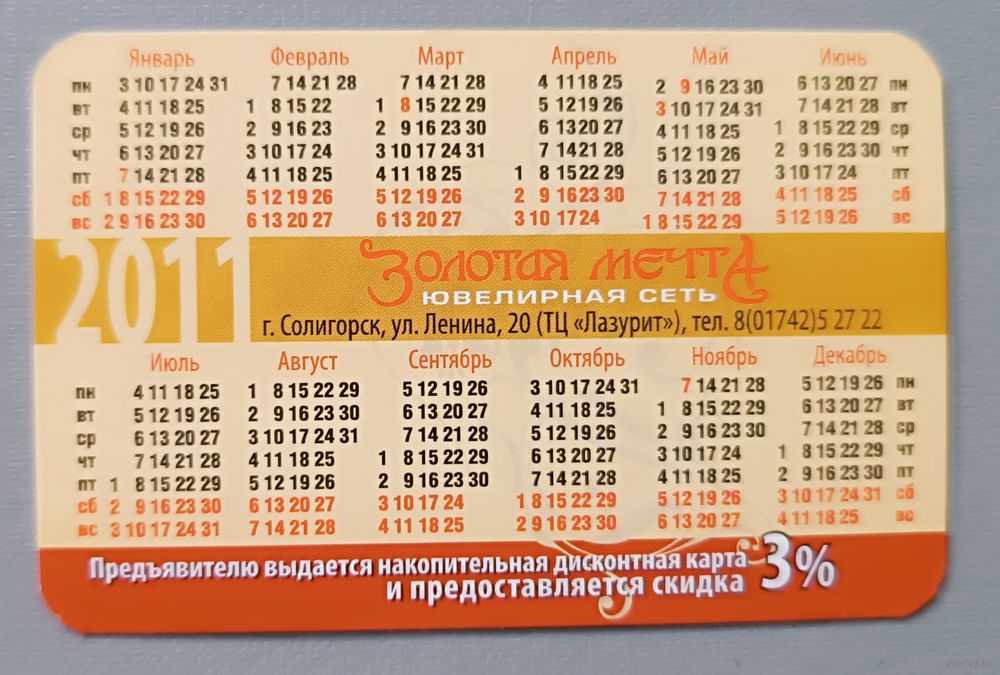 Январь Февраль Март Апрель Май Июнь
пн 3 10 17 24 31 7 14 21 28 7 14 21 28 4 11 18 25 2 9 16 23 30 6 13 20 27 пн
вт 4 11 18 25 1 8 15 22 1 8 15 22 29 5 12 19 26 3 10 17 24 31 7 14 21 28 вт
ср 5 12 19 26 2 9 16 23 2 9 16 23 30 6 13 20 27 4 11 18 25 1 8 15 22 29 ср
чт 6 13 20 27 3 10 17 24 3 10 17 24 31 7 14 21 28 5 12 19 26 2 9 16 23 30 чт
пт 7 14 21 28 4 11 18 25 4 11 18 25 1 8 15 22 29 6 13 20 27 3 10 17 24 пт
сб 1 8 15 22 29 5 12 19 26 5 12 19 26 2 9 16 23 30 7 14 21 28 4 11 18 25 сб
вс 2 9 16 23 30 6 13 20 27 6 13 20 27 3 10 17 24 1 8 15 22 29 5 12 19 26 вс
2011
Золотая мечта
ЮВЕЛИРНАЯ СЕТЬ
г. Солигорск, ул. Ленина, 20 (ТЦ «Лазурит»), тел. 8(01742)5 27 22
Июль Август Сентябрь Октябрь Ноябрь Декабрь
пн 4 11 18 25 1 8 15 22 29 5 12 19 26 3 10 17 24 31 7 14 21 28 5 12 19 26 пн
вт 5 12 19 26 2 9 16 23 30 6 13 20 27 4 11 18 25 1 8 15 22 29 6 13 20 27 вт
ср 6 13 20 27 3 10 17 24 31 7 14 21 28 5 12 19 26 2 9 16 23 30 7 14 21 28 ср
чт 7 14 21 28 4 11 18 25 1 8 15 22 29 6 13 20 27 3 10 17 24 1 8 15 22 29 чт
пт 1 8 15 22 29 5 12 19 26 2 9 16 23 30 7 14 21 28 4 11 18 25 2 9 16 23 30 пт
сб 2 9 16 23 30 6 13 20 27 3 10 17 24 1 8 15 22 29 5 12 19 26 3 10 17 24 31 сб
вс 3 10 17 24 31 7 14 21 28 4 11 18 25 2 9 16 23 30 6 13 20 27 4 11 18 25 вс
Предъявителю выдается накопительная дисконтная карта
и предоставляется скидка 3%